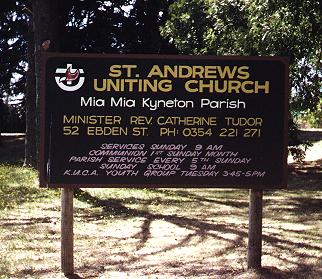 ST. ANDREWS
UNITING CHURCH
Mia Mia Kyneton Parish
MINISTER REV. CATHERINE TUDOR
52 EBDEN ST. PH: 0354 221 271
SERVICES SUNDAY 9 AM
COMMUNION 1ST SUNDAY MONTH
PARISH SERVICE EVERY 5TH SUNDAY
SUNDAY SCHOOL 9 AM
K.U.C.A. YOUTH GROUP TUESDAY 3.45-5PM